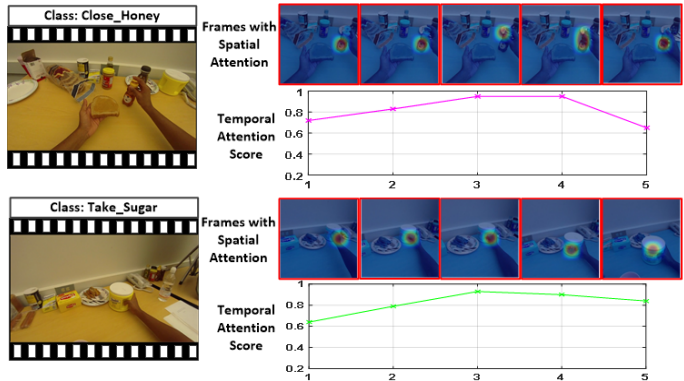 Class: Close_Honey
Frames with
Spatial
Attention
Temporal
Attention
Score
1
0.8
0.6
0.4
0.2
1
2
3
4
5
Class: Take_Sugar
Frames with
Spatial
Attention
Temporal
Attention
Score
1
0.8
0.6
0.4
0.2
1
2
3
4
5